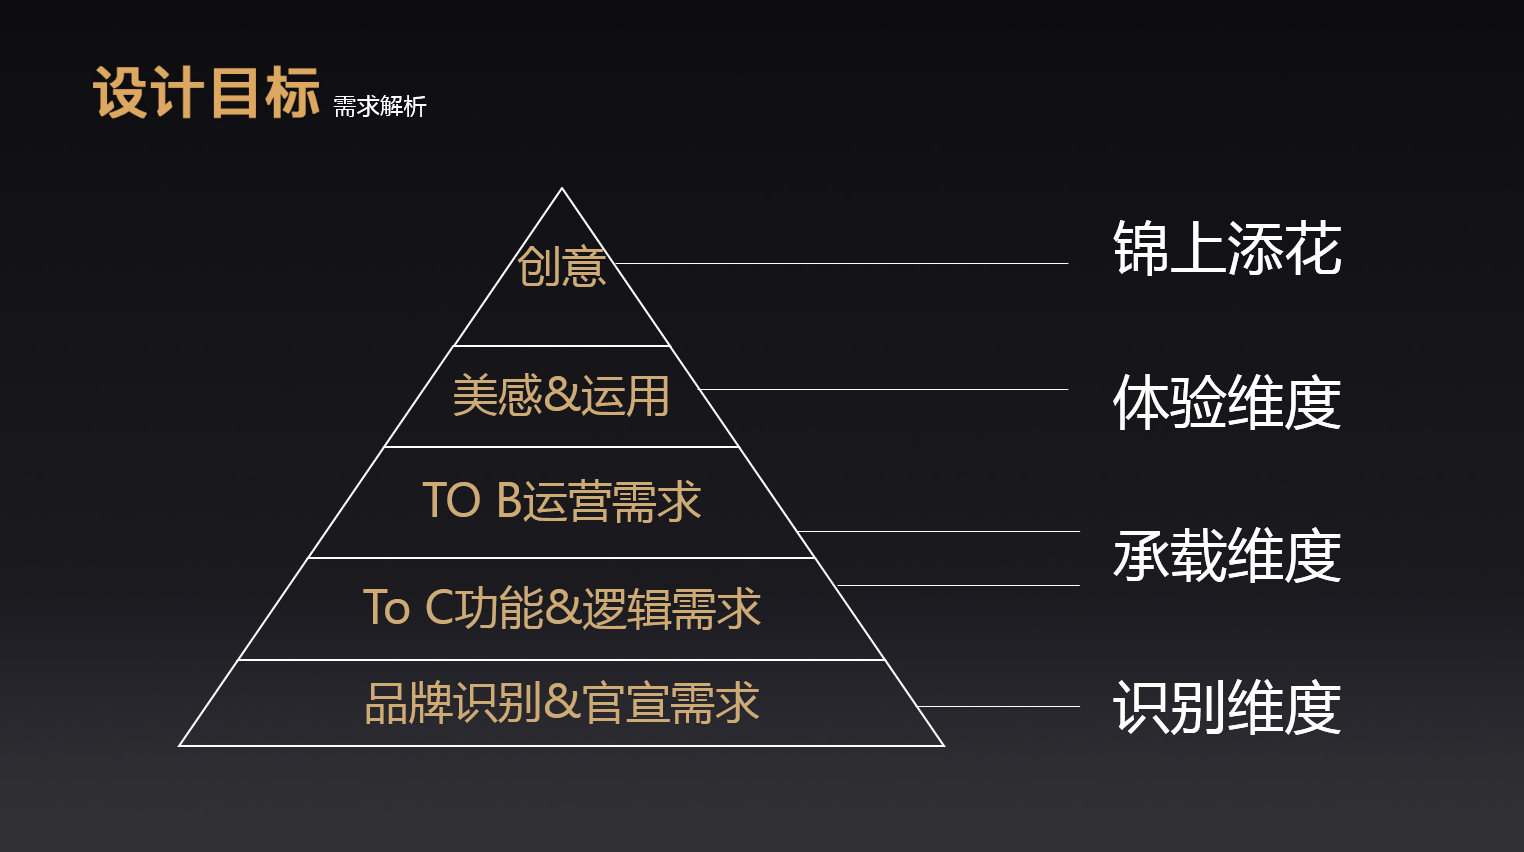 设计目标 需求解析
创意
锦上添花
美感&运用
体验维度
TO B运营需求
承载维度
To C功能&逻辑需求
品牌识别&官宣需求
识别维度